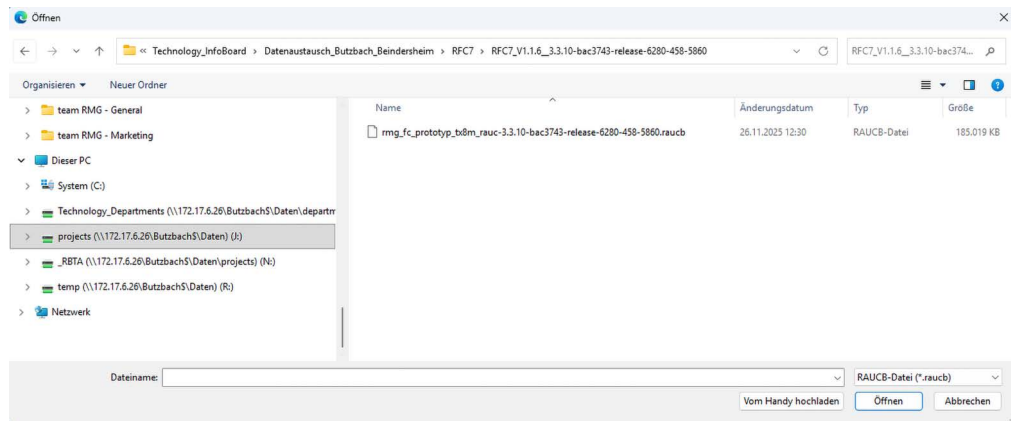 Öffnen
« Technology_InfoBoard > Datenaustausch_Butzbach_Beindersheim > RFC7 > RFC7_V1.1.6__3.3.10-bac3743-release-6280-458-5860
RFC7_V1.1.6__3.3.10-bac374...
Organisieren
Neuer Ordner
team RMG - General
team RMG - Marketing
Dieser PC
System (C:)
Technology_Departments (\\172.17.6.26\Butzbach$\Daten\departm
projects (\\172.17.6.26\Butzbach$\Daten) (J:)
_RBTA (\\172.17.6.26\Butzbach$\Daten\projects) (N:)
temp (\\172.17.6.26\Butzbach$\Daten) (R:)
Netzwerk
Name Änderungsdatum Typ Größe
rmg_fc_prototyp_tx8m_rauc-3.3.10-bac3743-release-6280-458-5860.raucb 26.11.2025 12:30 RAUCB-Datei 185.019 KB
Dateiname:
RAUCB-Datei (*.raucb)
Vom Handy hochladen Öffnen Abbrechen